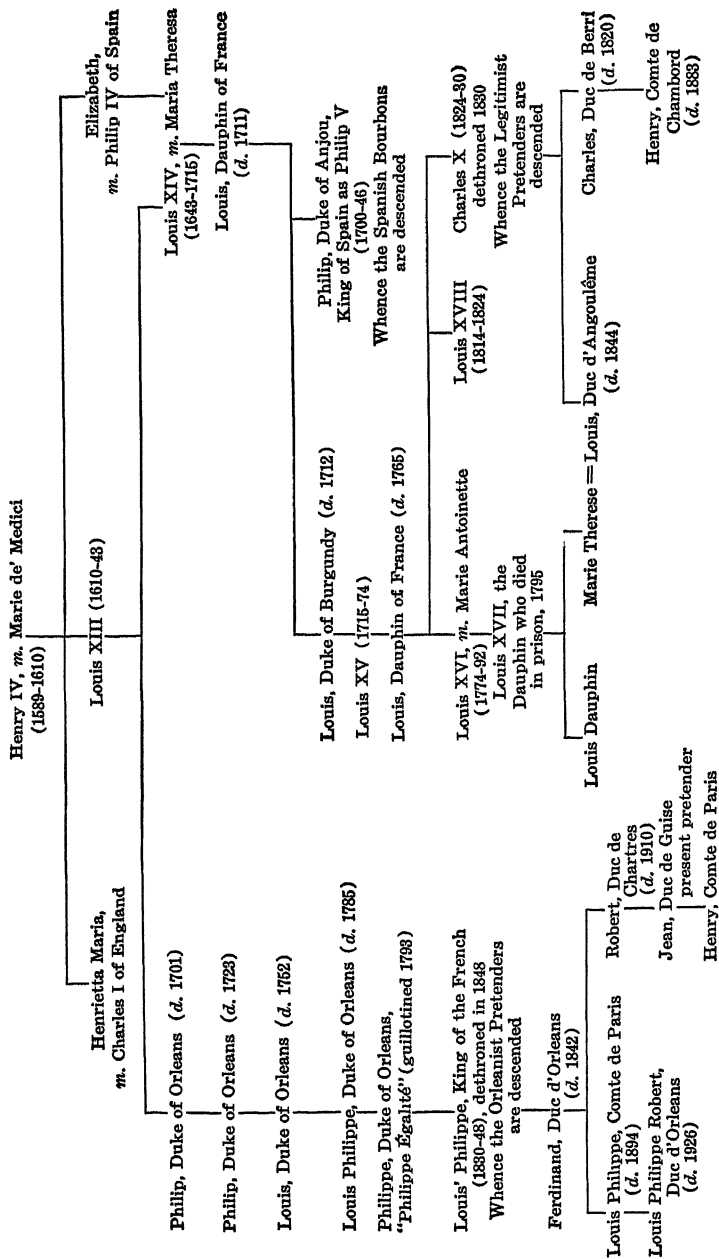 Henry IV, m. Marie de' Medici
(1589-1610)
Henrietta Maria,
m. Charles I of England
Louis XIII (1610-43)
Elizabeth,
m. Philip IV of Spain
Philip, Duke of Orleans (d. 1701)
Louis XIV, m. Maria Theresa
(1643-1715)
Philip, Duke of Orleans (d. 1723)
Louis, Dauphin of France
(d. 1711)
Louis, Duke of Orleans (d. 1752)
Louis, Duke of Burgundy (d. 1712)
Philip, Duke of Anjou,
King of Spain as Philip V
(1700-46)
Whence the Spanish Bourbons
are descended
Louis Philippe, Duke of Orleans (d. 1785)
Louis XV (1715-74)
Philippe, Duke of Orleans,
"Philippe Égalité" (guillotined 1793)
Louis, Dauphin of France (d. 1765)
Louis' Philippe, King of the French
(1830-48), dethroned in 1848
Whence the Orleanist Pretenders
are descended
Louis XVI, m. Marie Antoinette
(1774-92)
Louis XVII, the
Dauphin who died
in prison, 1795
Louis XVIII
(1814-1824)
Charles X (1824-30)
dethroned 1830
Whence the Legitimist
Pretenders are
descended
Ferdinand, Duc d'Orleans
(d. 1842)
Louis Dauphin
Marie Therese = Louis, Duc d'Angoulême
(d. 1844)
Charles, Duc de Berri
(d. 1820)
Louis Philippe, Comte de Paris
(d. 1894)
Robert, Duc de
Chartres
(d. 1910)
Henry, Comte de
Chambord
(d. 1883)
Louis Philippe Robert,
Duc d'Orleans
(d. 1926)
Jean, Duc de Guise
present pretender
Henry, Comte de Paris